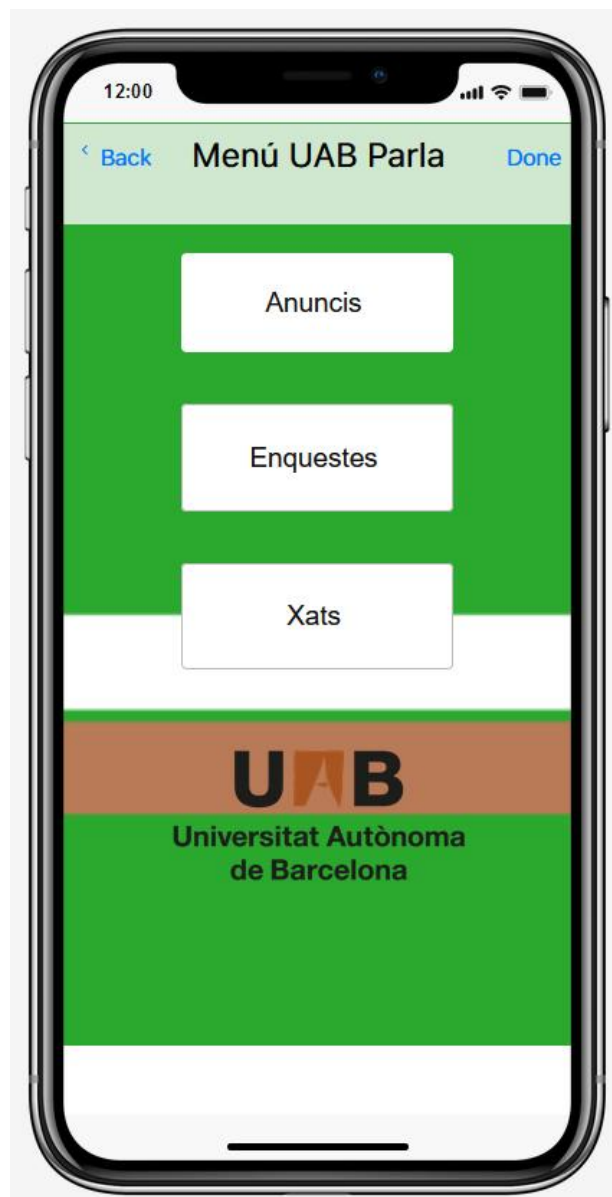 12:00
‹ Back Menú UAB Parla Done
Anuncis
Enquestes
Xats
UAB
Universitat Autònoma
de Barcelona